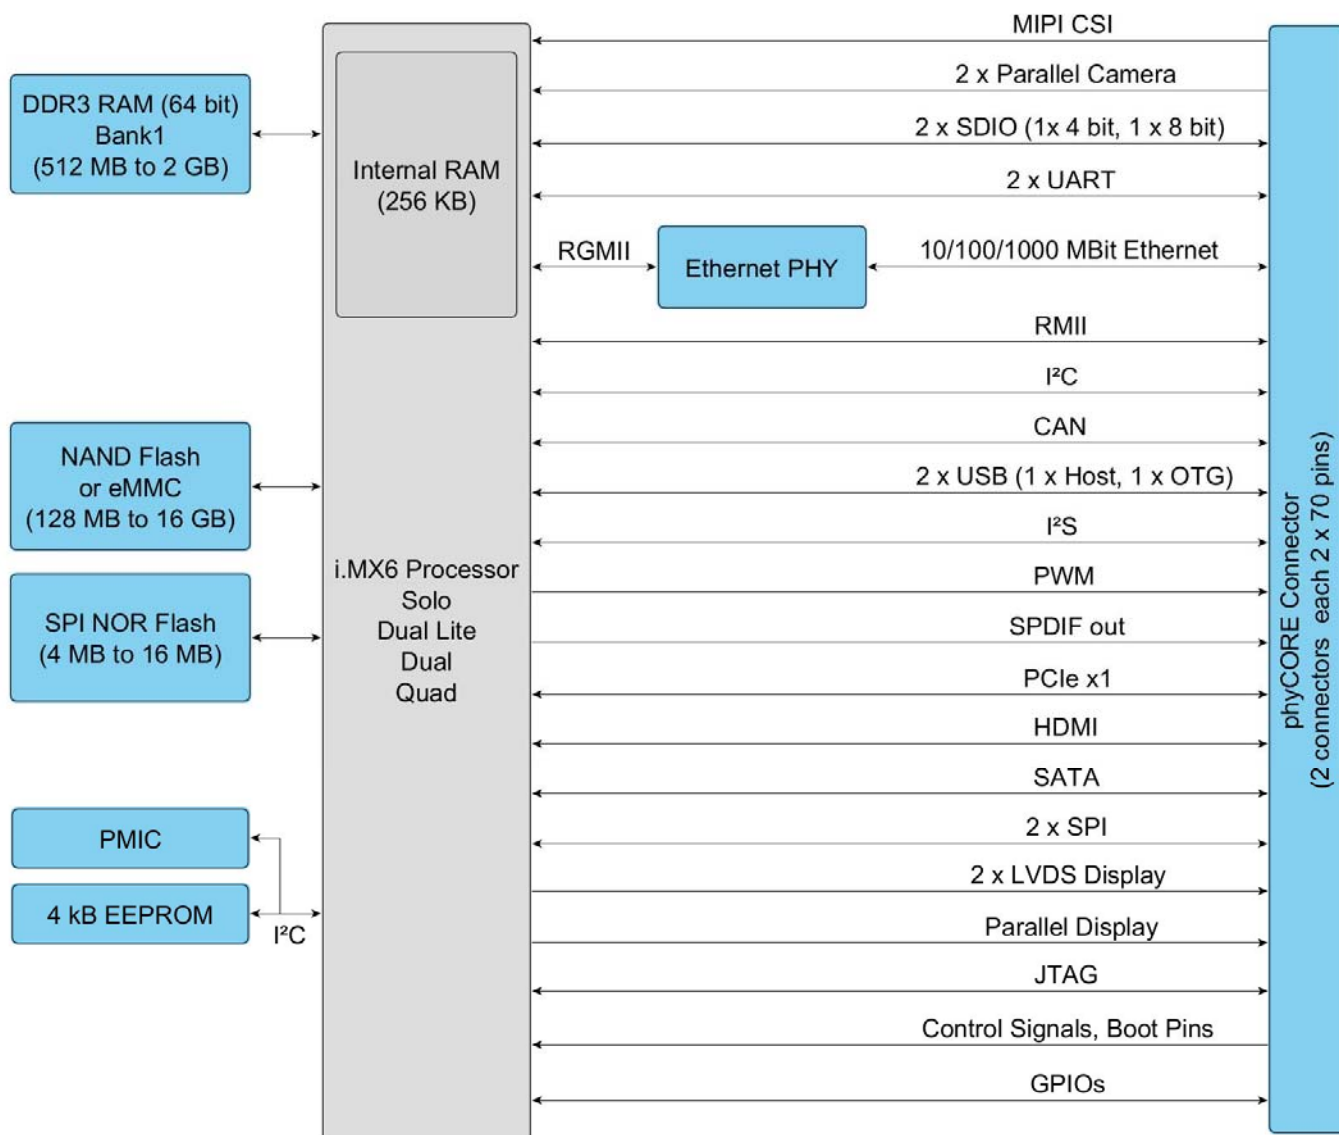 DDR3 RAM (64 bit)
Bank1
(512 MB to 2 GB)
NAND Flash
or eMMC
(128 MB to 16 GB)
SPI NOR Flash
(4 MB to 16 MB)
PMIC
4 kB EEPROM
I²C
Internal RAM
(256 KB)
i.MX6 Processor
Solo
Dual Lite
Dual
Quad
MIPI CSI
2 x Parallel Camera
2 x SDIO (1x 4 bit, 1 x 8 bit)
2 x UART
RGMII
Ethernet PHY
10/100/1000 MBit Ethernet
RMII
I²C
CAN
2 x USB (1 x Host, 1 x OTG)
I²S
PWM
SPDIF out
PCIe x1
HDMI
SATA
2 x SPI
2 x LVDS Display
Parallel Display
JTAG
Control Signals, Boot Pins
GPIOs
phyCORE Connector
(2 connectors each 2 x 70 pins)